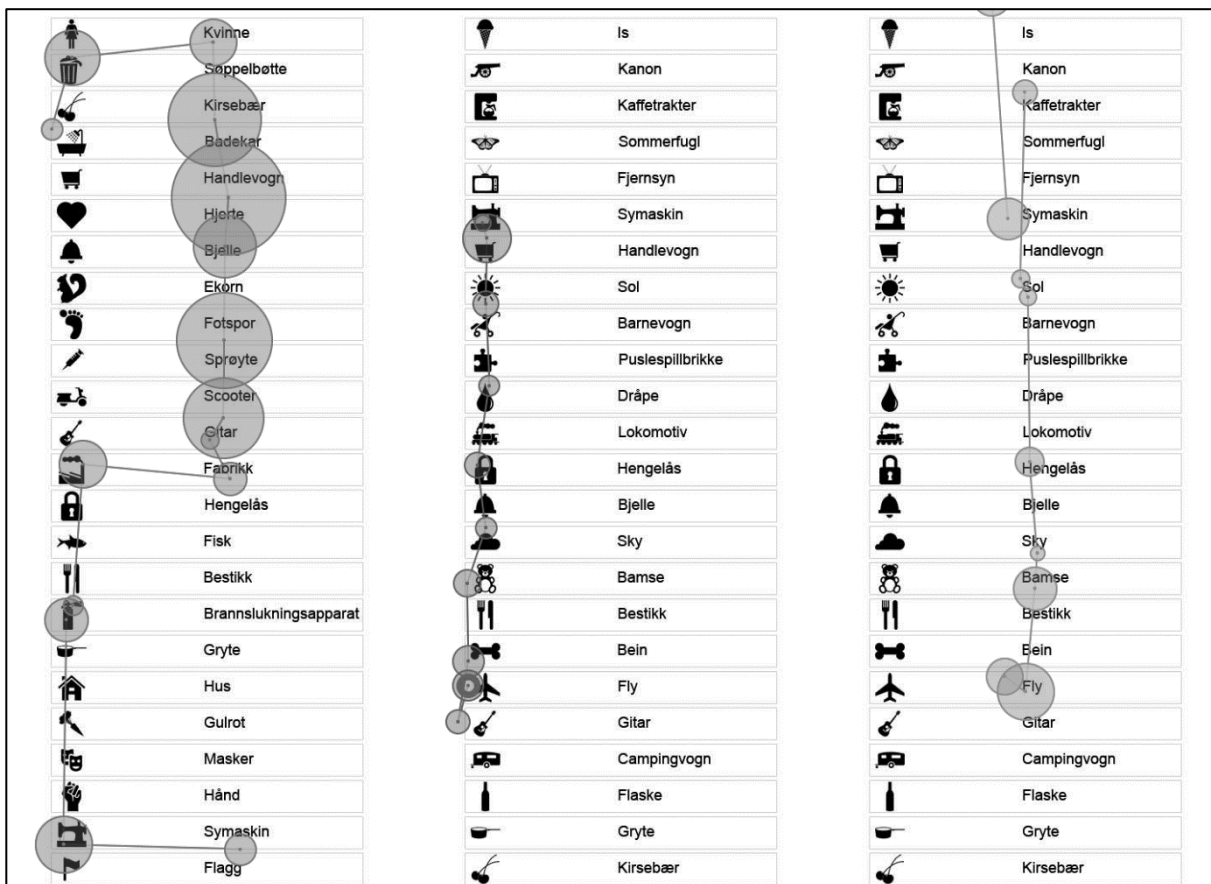 Kvinne
Søppelbøtte
Kirsebær
Badekar
Handlevogn
Hjerte
Bjelle
Ekorn
Fotspor
Sprøyte
Scooter
Gitar
Fabrikk
Hengelås
Fisk
Bestikk
Brannslukningsapparat
Gryte
Hus
Gulrot
Masker
Hånd
Symaskin
Flagg
Is
Kanon
Kaffetrakter
Sommerfugl
Fjernsyn
Symaskin
Handlevogn
Sol
Barnevogn
Puslespillbrikke
Dråpe
Lokomotiv
Hengelås
Bjelle
Sky
Bamse
Bestikk
Bein
Fly
Gitar
Campingvogn
Flaske
Gryte
Kirsebær
Is
Kanon
Kaffetrakter
Sommerfugl
Fjernsyn
Symaskin
Handlevogn
Sol
Barnevogn
Puslespillbrikke
Dråpe
Lokomotiv
Hengelås
Bjelle
Sky
Bamse
Bestikk
Bein
Fly
Gitar
Campingvogn
Flaske
Gryte
Kirsebær